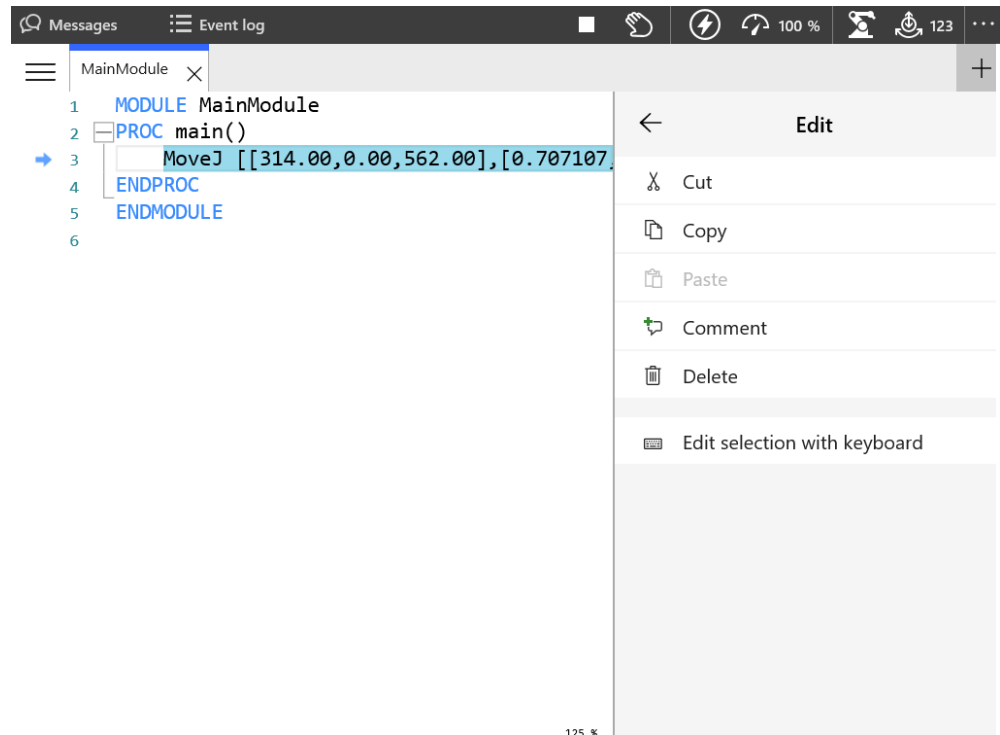 Messages Event log 100 % 123 ...
MainModule
Edit
1 MODULE MainModule
2 PROC main()
3 MoveJ [[314.00,0.00,562.00],[0.707107,
4 ENDPROC
5 ENDMODULE
6
Cut
Copy
Paste
Comment
Delete
Edit selection with keyboard
125 %